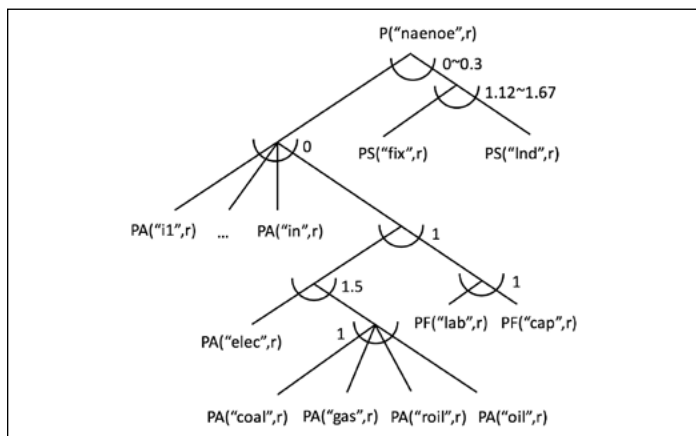 P(“naenoe”,r)
0~0.3
1.12~1.67
0
PS(“fix”,r) PS(“lnd”,r)
PA(“i1”,r) ... PA(“in”,r)
1
1.5
1
PA(“elec”,r)
PF(“lab”,r) PF(“cap”,r)
1
PA(“coal”,r) PA(“gas”,r) PA(“roil”,r) PA(“oil”,r)